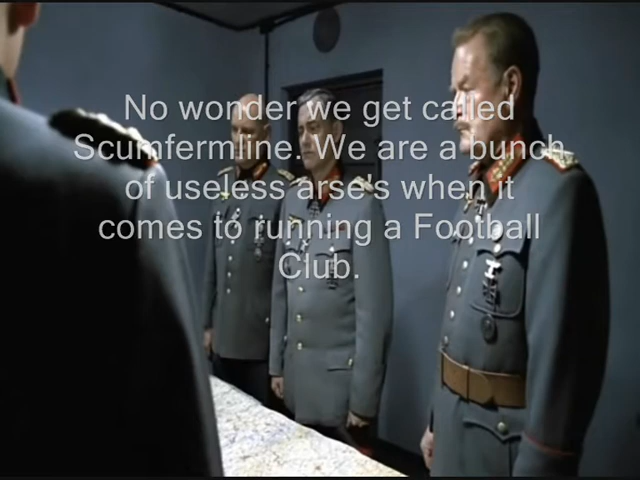 No wonder we get called
Scumfermline. We are a bunch
of useless arse's when it
comes to running a Football
Club.